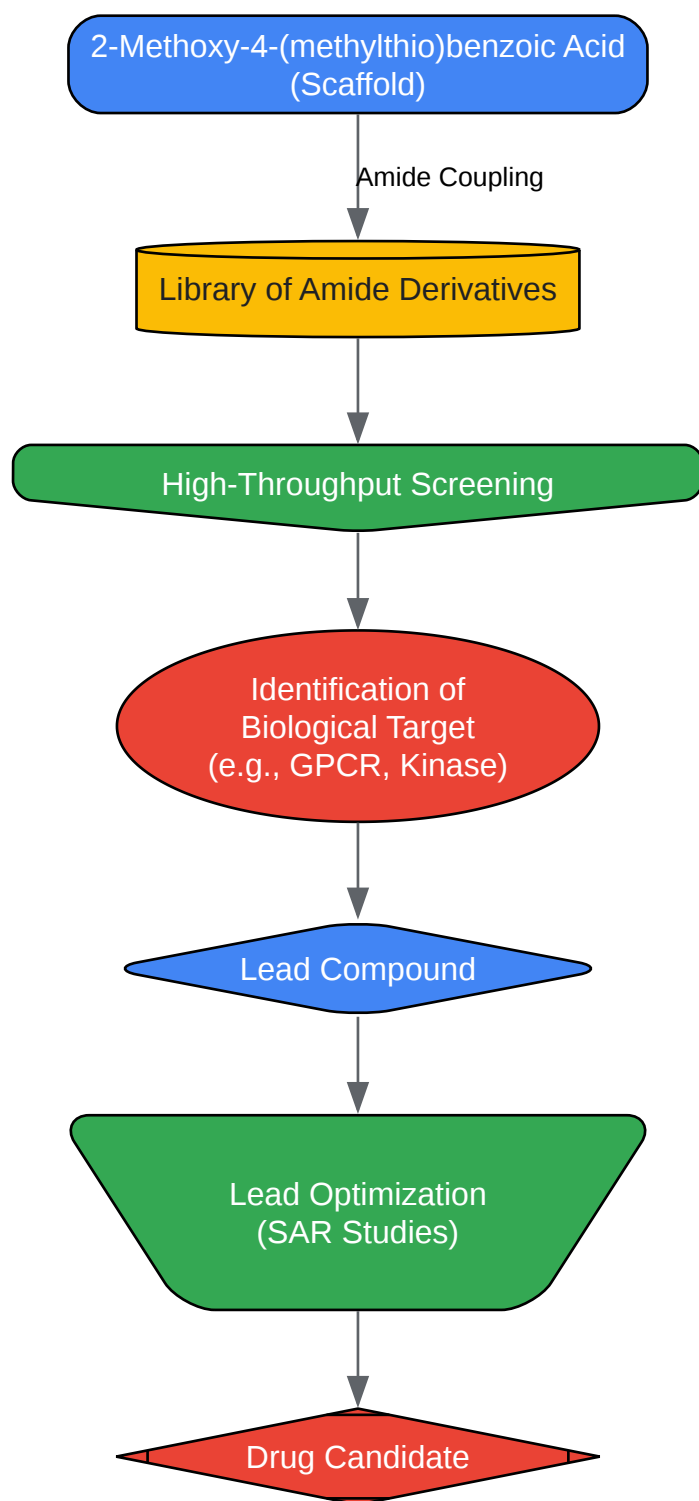 2-Methoxy-4-(methylthio)benzoic Acid
(Scaffold)
Amide Coupling
Library of Amide Derivatives
High-Throughput Screening
Identification of
Biological Target
(e.g., GPCR, Kinase)
Lead Compound
Lead Optimization
(SAR Studies)
Drug Candidate